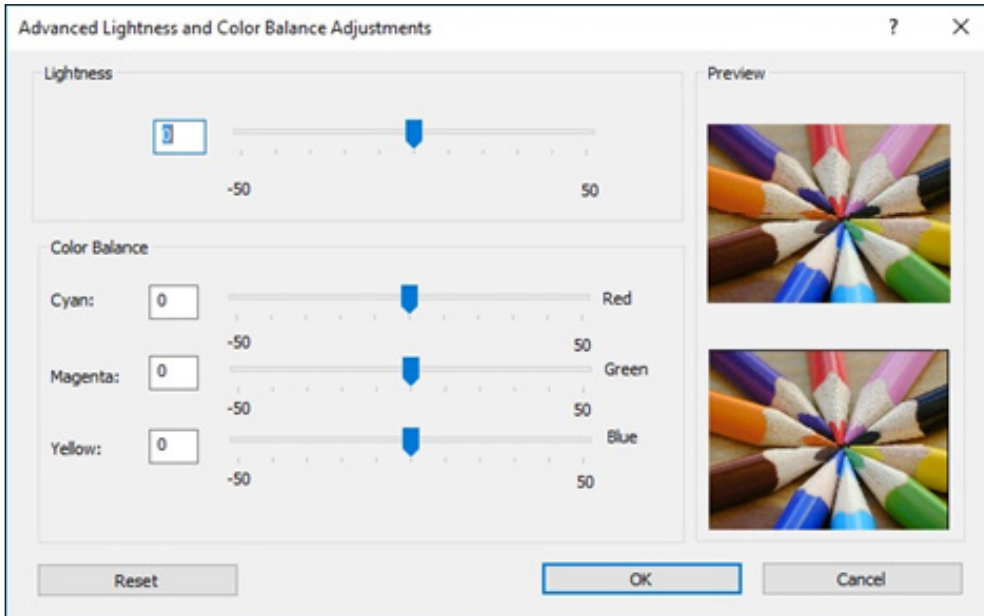 Advanced Lightness and Color Balance Adjustments
Lightness
0
-50 50
Color Balance
Cyan: 0 Red
-50 50
Magenta: 0 Green
-50 50
Yellow: 0 Blue
-50 50
Preview
Reset OK Cancel